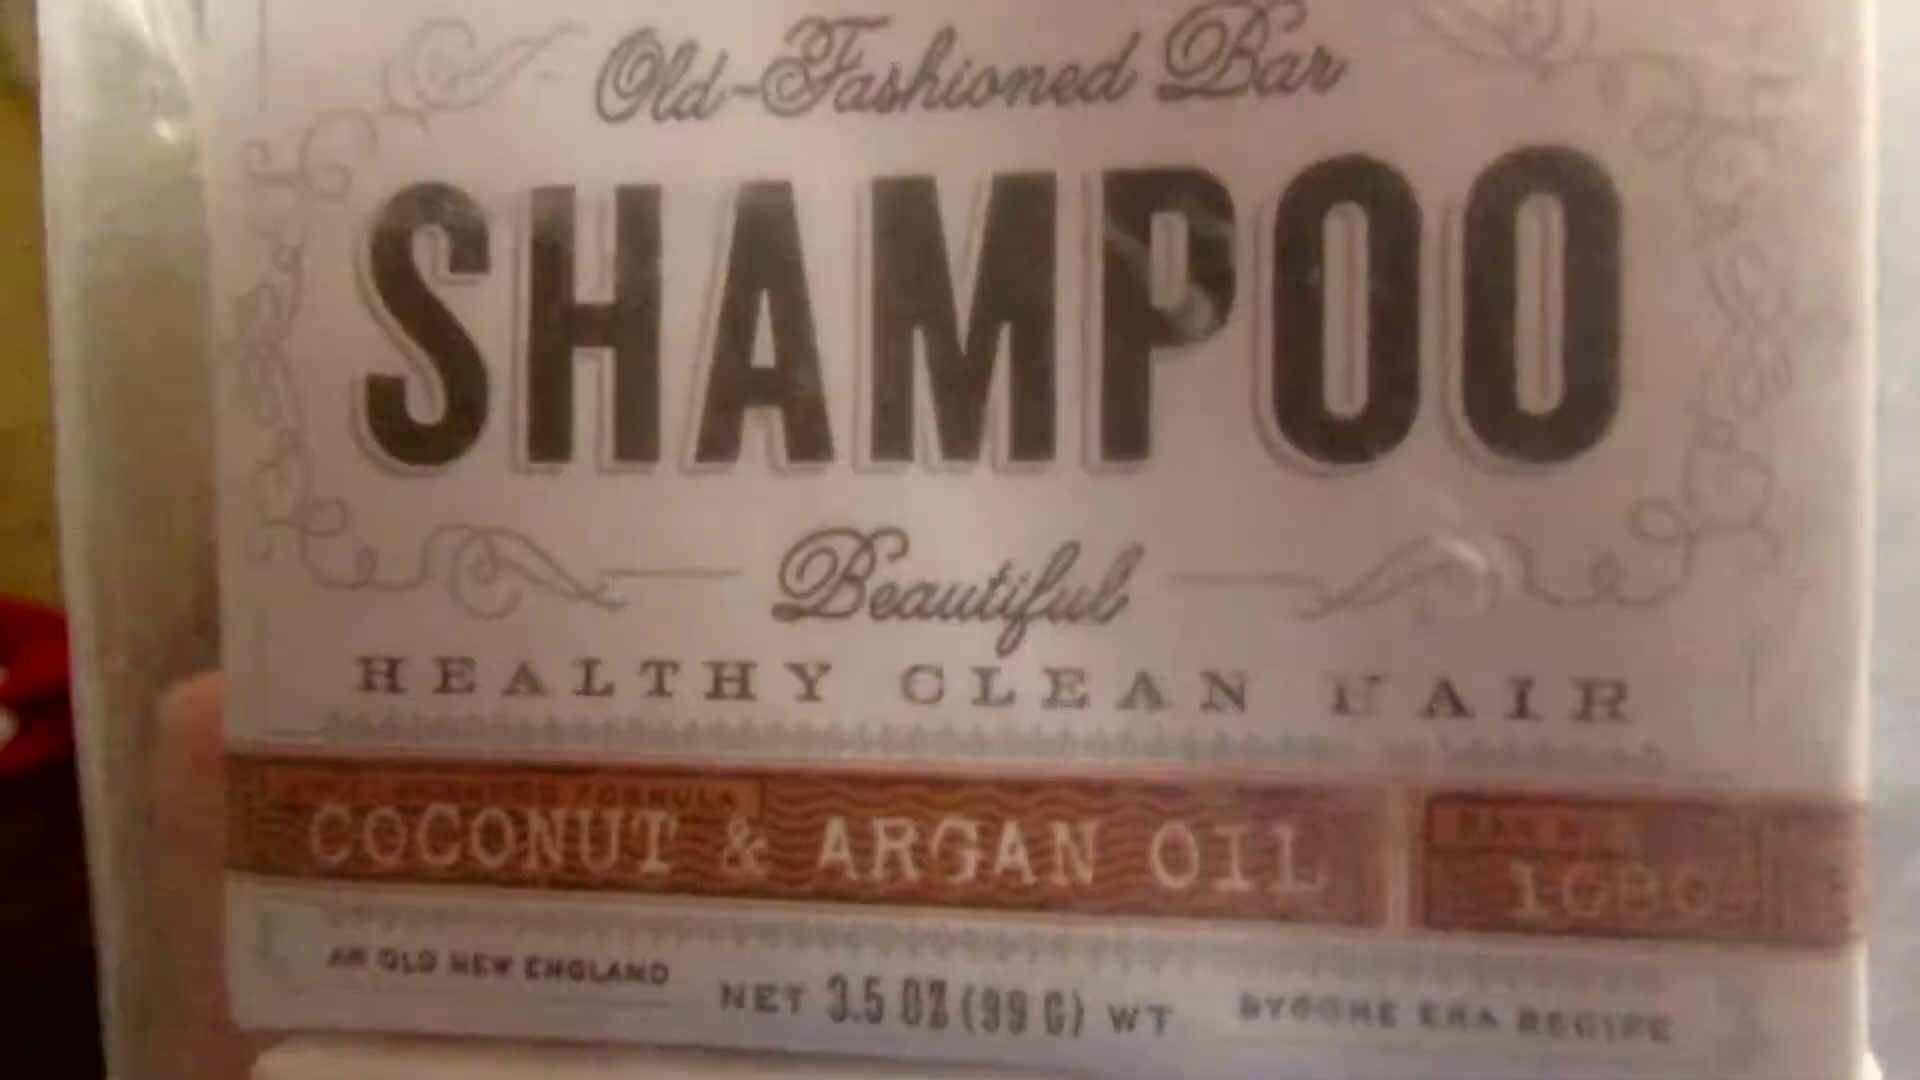 Old-Fashioned Bar
SHAMPOO
Beautiful
HEALTHY CLEAN HAIR
FORMULA
COCONUT & ARGAN OIL
AN OLD NEW ENGLAND
NET 3.5 OZ (99 G) WT
BYGONE ERA RECIPE